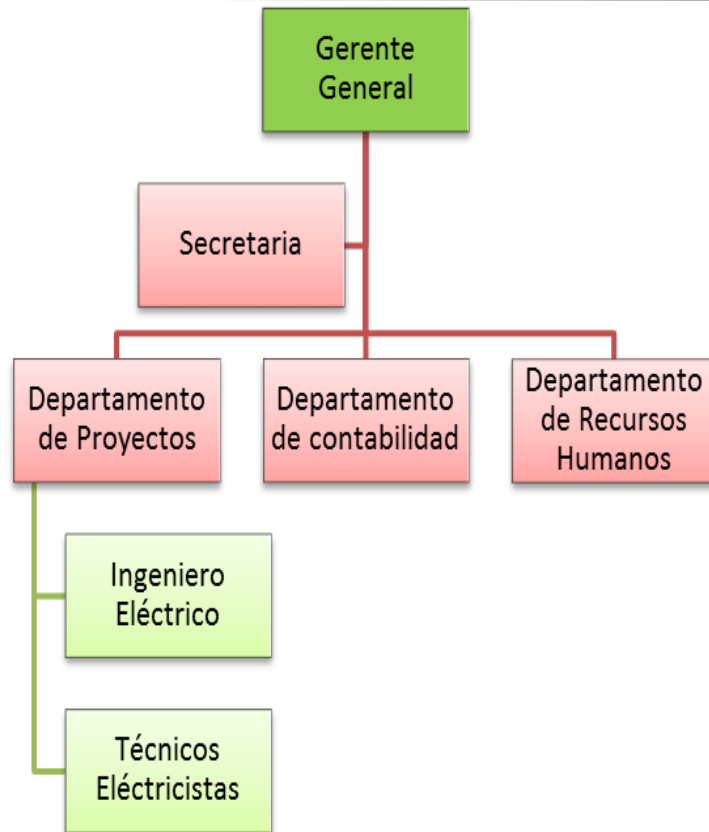 Gerente
General
Secretaria
Departamento
de Proyectos
Departamento
de contabilidad
Departamento
de Recursos
Humanos
Ingeniero
Eléctrico
Técnicos
Eléctricistas